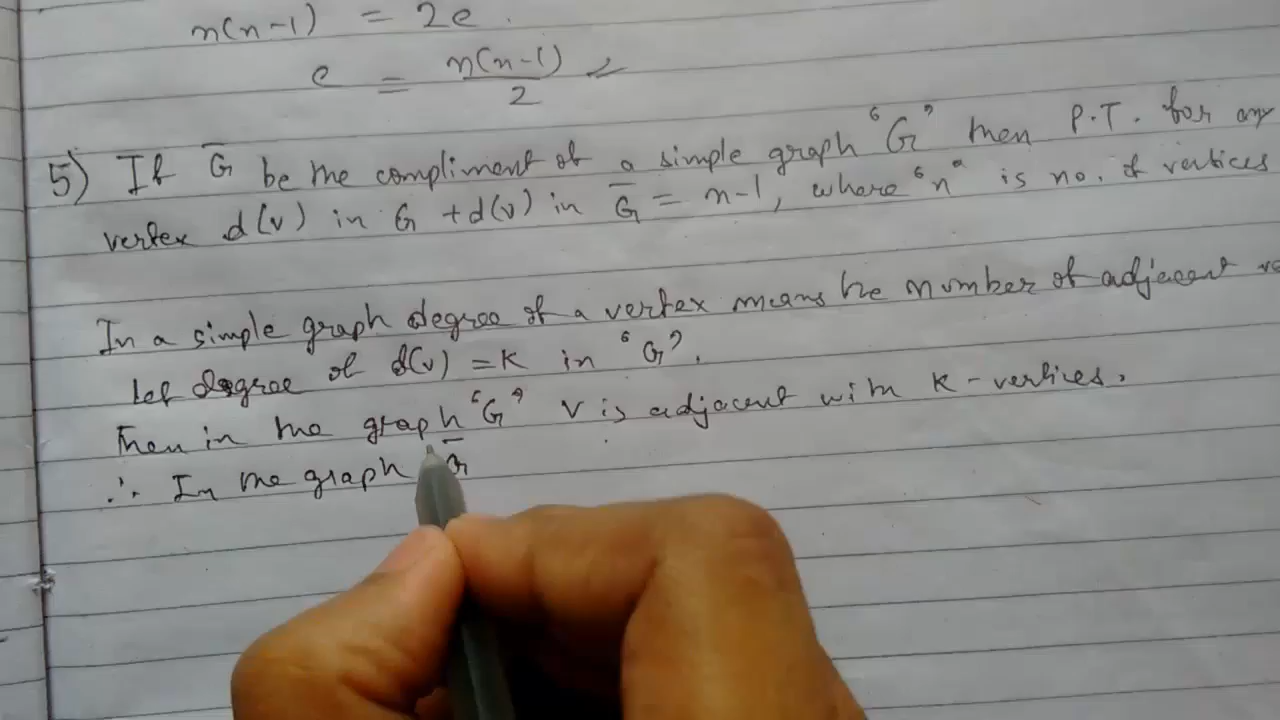 n(n-1) = 2e.
e = n(n-1)/2
5) If G̅ be the compliment of a simple graph 'G' then P.T. for any
vertex d(v) in G + d(v) in G̅ = n-1, where "n" is no. of vertices
In a simple graph degree of a vertex means he number of adjacent ve
Let degree of d(v) = K in 'G'.
Then in the graph 'G' V is adjacent with K-vertices.
∴ In the graph G̅